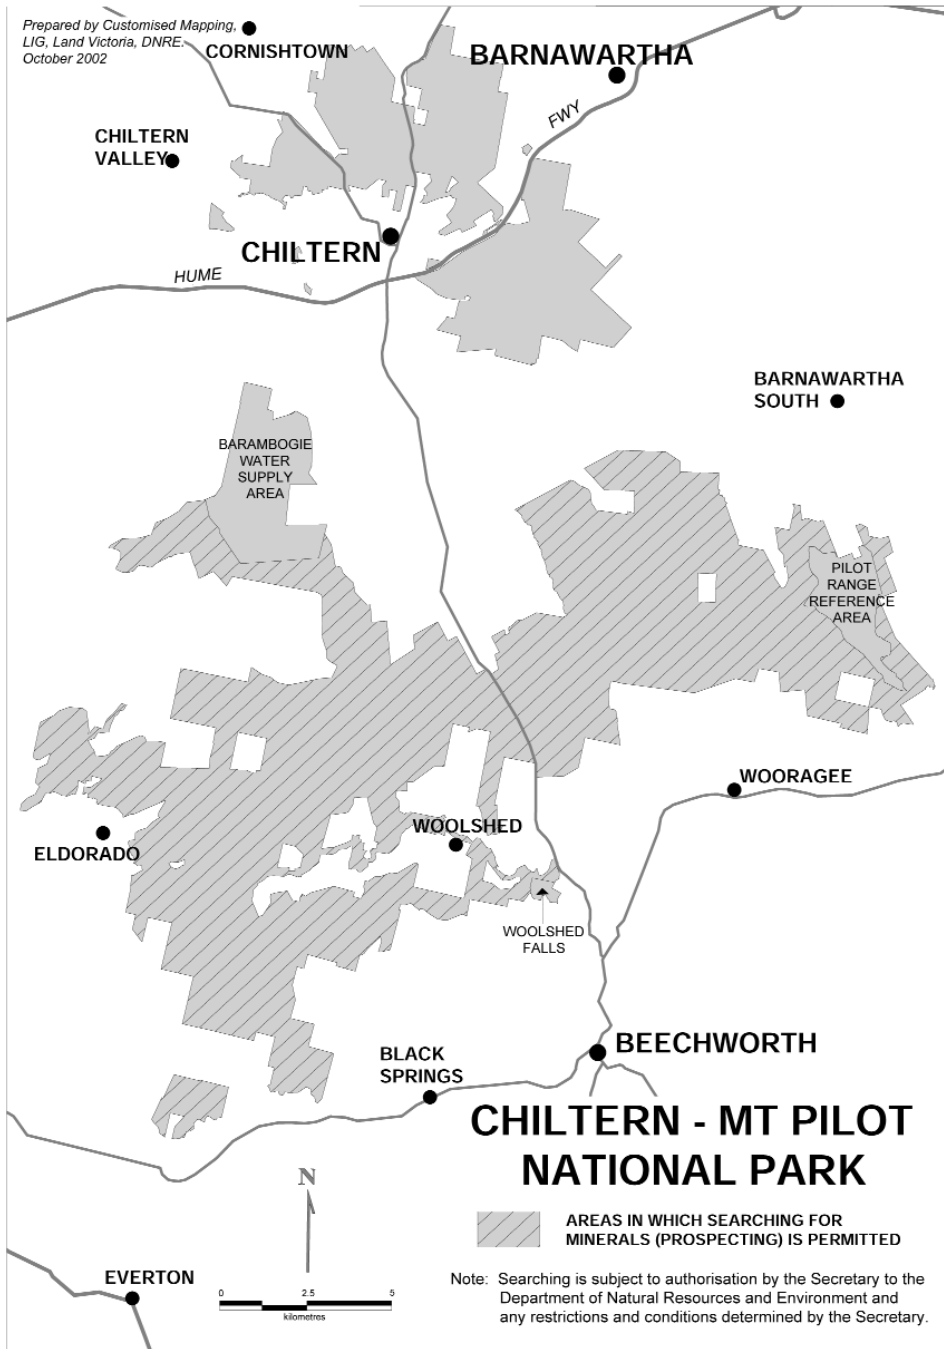 Prepared by Customised Mapping,
LIG, Land Victoria, DNRE.
October 2002
CORNISHTOWN
BARNAWARTHA
FWY
CHILTERN
VALLEY
CHILTERN
HUME
BARNAWARTHA
SOUTH
BARAMBOGIE
WATER
SUPPLY
AREA
PILOT
RANGE
REFERENCE
AREA
WOORAGEE
WOOLSHED
ELDORADO
WOOLSHED
FALLS
BEECHWORTH
BLACK
SPRINGS
CHILTERN - MT PILOT
NATIONAL PARK
N
AREAS IN WHICH SEARCHING FOR
MINERALS (PROSPECTING) IS PERMITTED
EVERTON
0 2.5 5
kilometres
Note: Searching is subject to authorisation by the Secretary to the
Department of Natural Resources and Environment and
any restrictions and conditions determined by the Secretary.